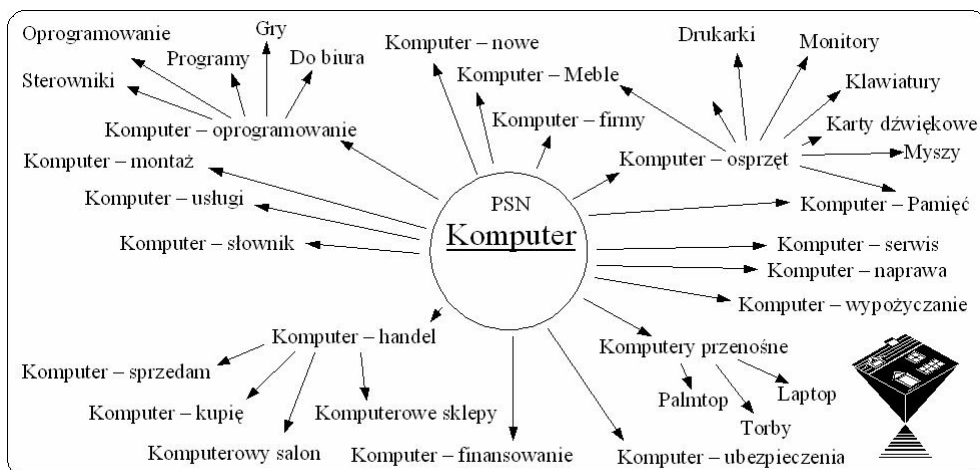 Oprogramowanie
Gry
Programy
Do biura
Sterowniki
Komputer – oprogramowanie
Komputer – montaż
Komputer – usługi
Komputer – słownik
Komputer – nowe
Komputer – Meble
Komputer – firmy
Drukarki
Monitory
Klawiatury
Karty dźwiękowe
Komputer – osprzęt
Myszy
Komputer – Pamięć
PSN
Komputer
Komputer – serwis
Komputer – naprawa
Komputer – wypożyczanie
Komputer – handel
Komputer – sprzedam
Komputer – kupię
Komputerowe sklepy
Komputerowy salon
Komputer – finansowanie
Komputery przenośne
Palmtop
Laptop
Torby
Komputer – ubezpieczenia